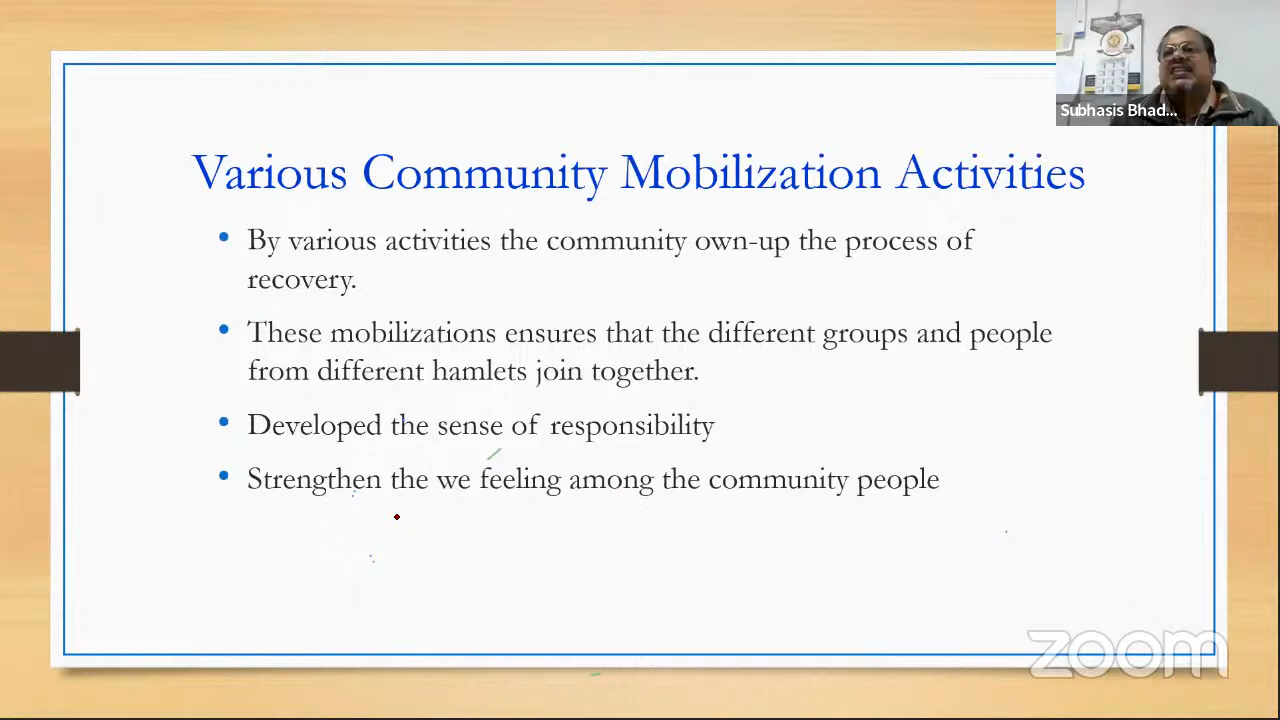 Subhasis Bhad...
Various Community Mobilization Activities
• By various activities the community own-up the process of
recovery.
• These mobilizations ensures that the different groups and people
from different hamlets join together.
• Developed the sense of responsibility
• Strengthen the we feeling among the community people
zoom